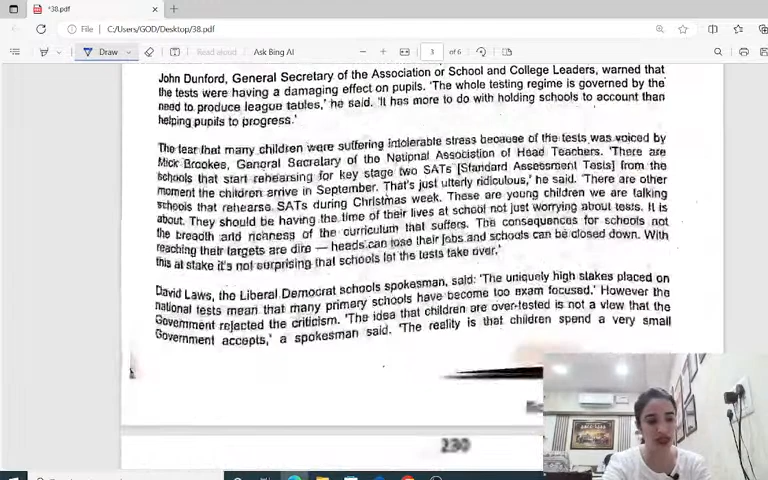 *38.pdf
File C:/Users/GOD/Desktop/38.pdf
Draw Read aloud Ask Bing AI 3 of 6
John Dunford, General Secretary of the Association or School and College Leaders, warned that
the tests were having a damaging effect on pupils. 'The whole testing regime is governed by the
need to produce league tables,' he said. 'It has more to do with holding schools to account than
helping pupils to progress.'
The fear that many children were suffering intolerable stress because of the tests was voiced by
Mick Brookes, General Secretary of the National Association of Head Teachers. 'There are
schools that start rehearsing for key stage two SATs [Standard Assessment Tests] from the
moment the children arrive in September. That's just utterly ridiculous,' he said. 'There are other
schools that rehearse SATs during Christmas week. These are young children we are talking
about. They should be having the time of their lives at school not just worrying about tests. It is
the breadth and richness of the curriculum that suffers. The consequences for schools not
reaching their targets are dire — heads can lose their jobs and schools can be closed down. With
this at stake it's not surprising that schools let the tests take over.'
David Laws, the Liberal Democrat schools spokesman, said: 'The uniquely high stakes placed on
national tests mean that many primary schools have become too exam focused.' However the
Government rejected the criticism. 'The idea that children are over-tested is not a view that the
Government accepts,' a spokesman said. 'The reality is that children spend a very small
230